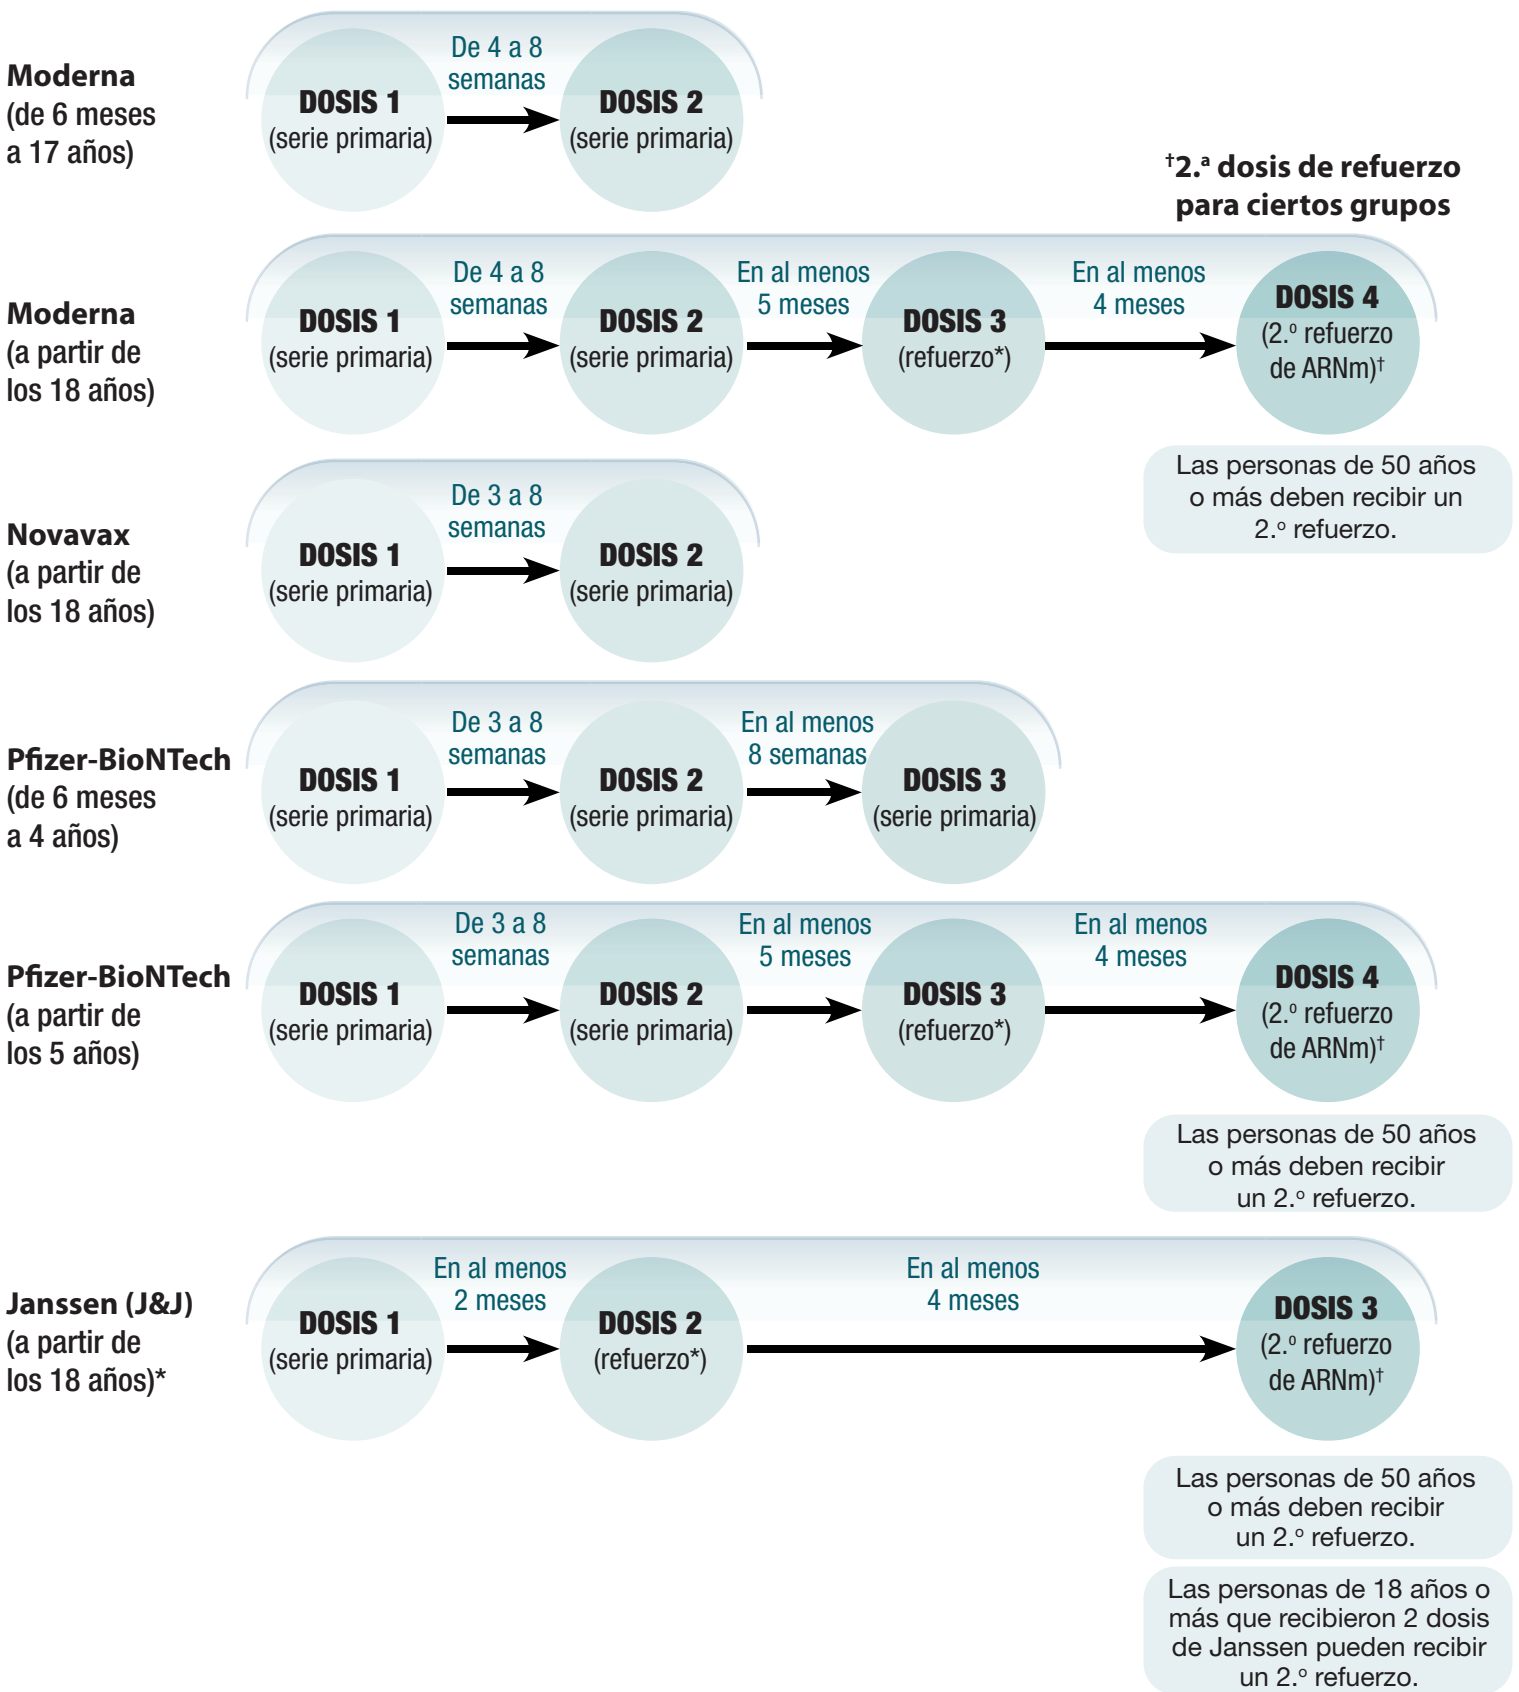 Moderna
(de 6 meses
a 17 años)
De 4 a 8
semanas
DOSIS 1
(serie primaria)
DOSIS 2
(serie primaria)
†2.ª dosis de refuerzo
para ciertos grupos
Moderna
(a partir de
los 18 años)
De 4 a 8
semanas
En al menos
5 meses
En al menos
4 meses
DOSIS 1
(serie primaria)
DOSIS 2
(serie primaria)
DOSIS 3
(refuerzo*)
DOSIS 4
(2.º refuerzo
de ARNm)†
Las personas de 50 años
o más deben recibir un
2.º refuerzo.
Novavax
(a partir de
los 18 años)
De 3 a 8
semanas
DOSIS 1
(serie primaria)
DOSIS 2
(serie primaria)
Pfizer-BioNTech
(de 6 meses
a 4 años)
De 3 a 8
semanas
En al menos
8 semanas
DOSIS 1
(serie primaria)
DOSIS 2
(serie primaria)
DOSIS 3
(serie primaria)
Pfizer-BioNTech
(a partir de
los 5 años)
De 3 a 8
semanas
En al menos
5 meses
En al menos
4 meses
DOSIS 1
(serie primaria)
DOSIS 2
(serie primaria)
DOSIS 3
(refuerzo*)
DOSIS 4
(2.º refuerzo
de ARNm)†
Las personas de 50 años
o más deben recibir
un 2.º refuerzo.
Janssen (J&J)
(a partir de
los 18 años)*
En al menos
2 meses
En al menos
4 meses
DOSIS 1
(serie primaria)
DOSIS 2
(refuerzo*)
DOSIS 3
(2.º refuerzo
de ARNm)†
Las personas de 50 años
o más deben recibir
un 2.º refuerzo.
Las personas de 18 años o
más que recibieron 2 dosis
de Janssen pueden recibir
un 2.º refuerzo.